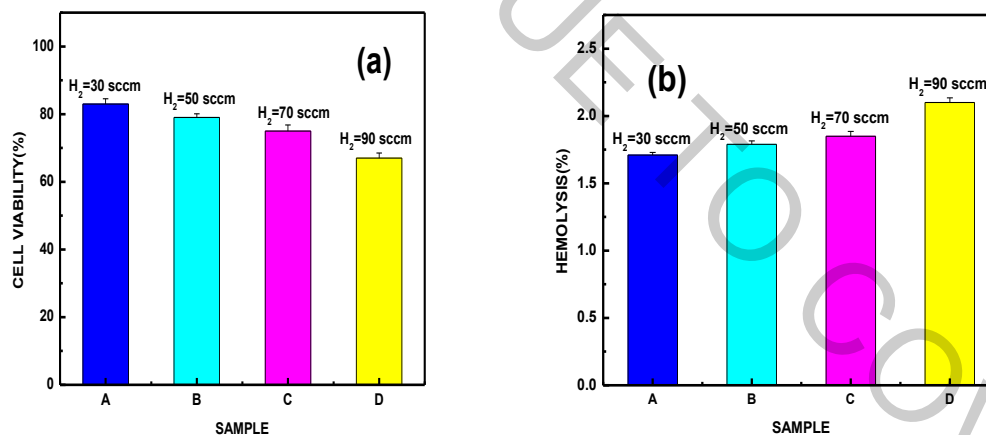 (a)
H2=30 sccm
H2=50 sccm
H2=70 sccm
H2=90 sccm
100
80
60
40
20
0
CELL VIABILITY(%)
A B C D
SAMPLE
(b)
H2=30 sccm
H2=50 sccm
H2=70 sccm
H2=90 sccm
2.5
2.0
1.5
1.0
0.5
0.0
HEMOLYSIS(%)
A B C D
SAMPLE